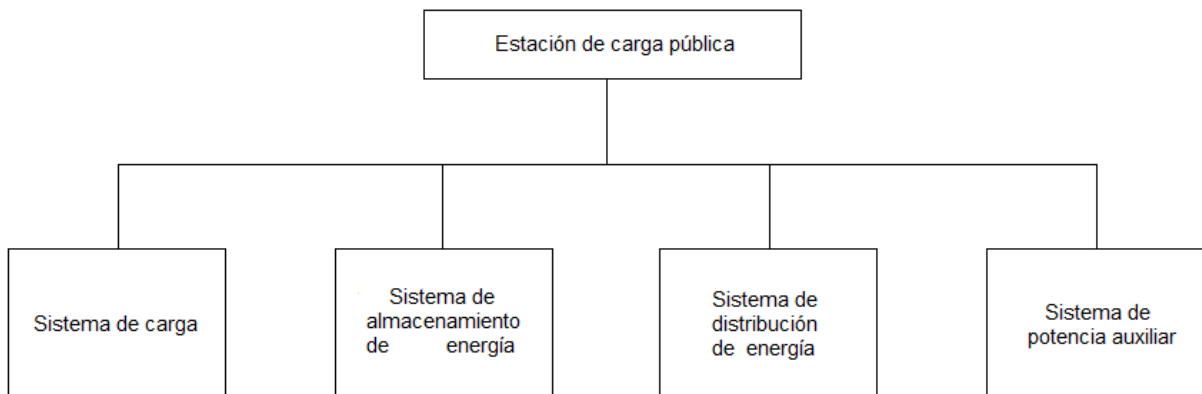 Estación de carga pública
Sistema de carga
Sistema de
almacenamiento
de energía
Sistema de
distribución
de energía
Sistema de
potencia auxiliar